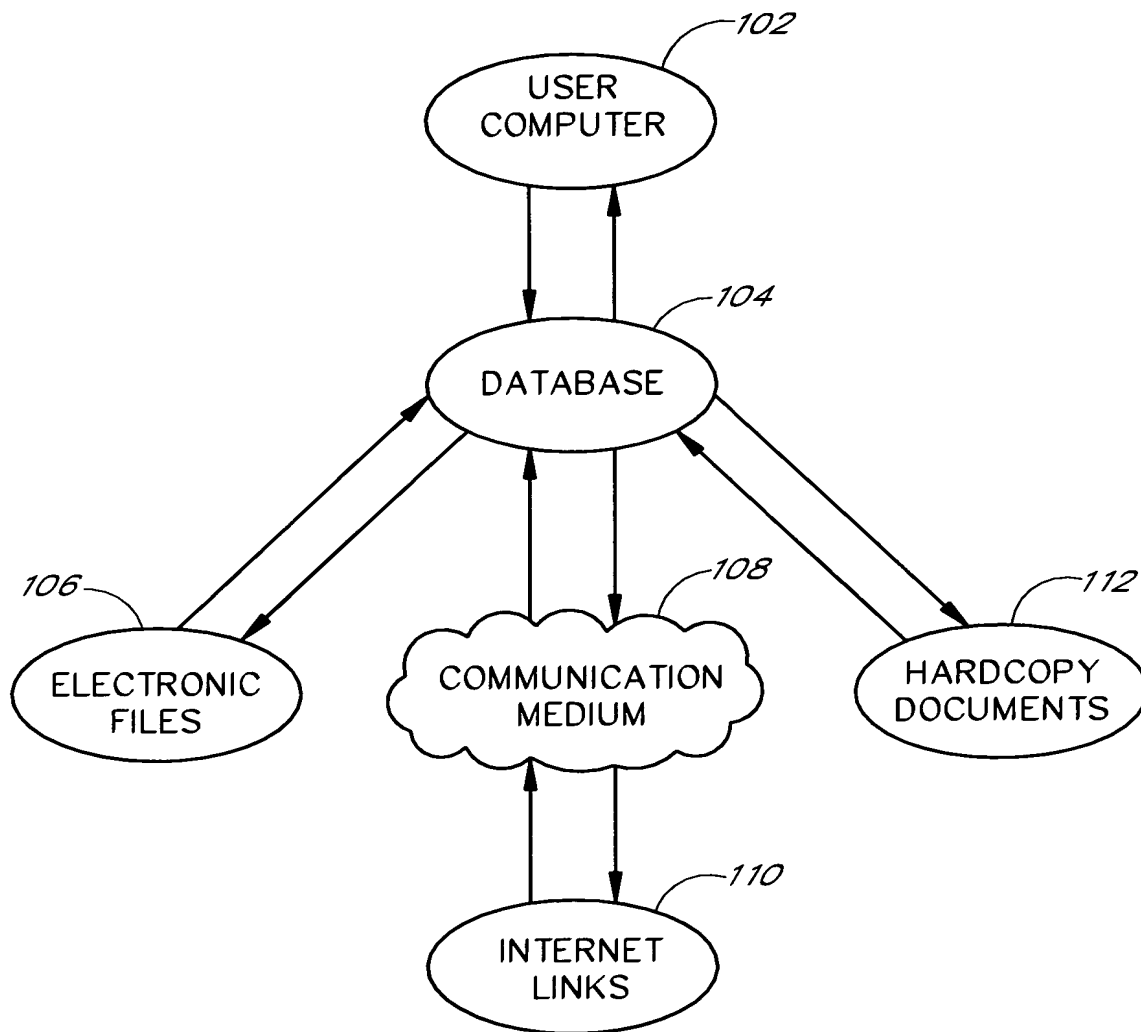 102
USER
COMPUTER
104
DATABASE
106
ELECTRONIC
FILES
108
COMMUNICATION
MEDIUM
112
HARDCOPY
DOCUMENTS
110
INTERNET
LINKS